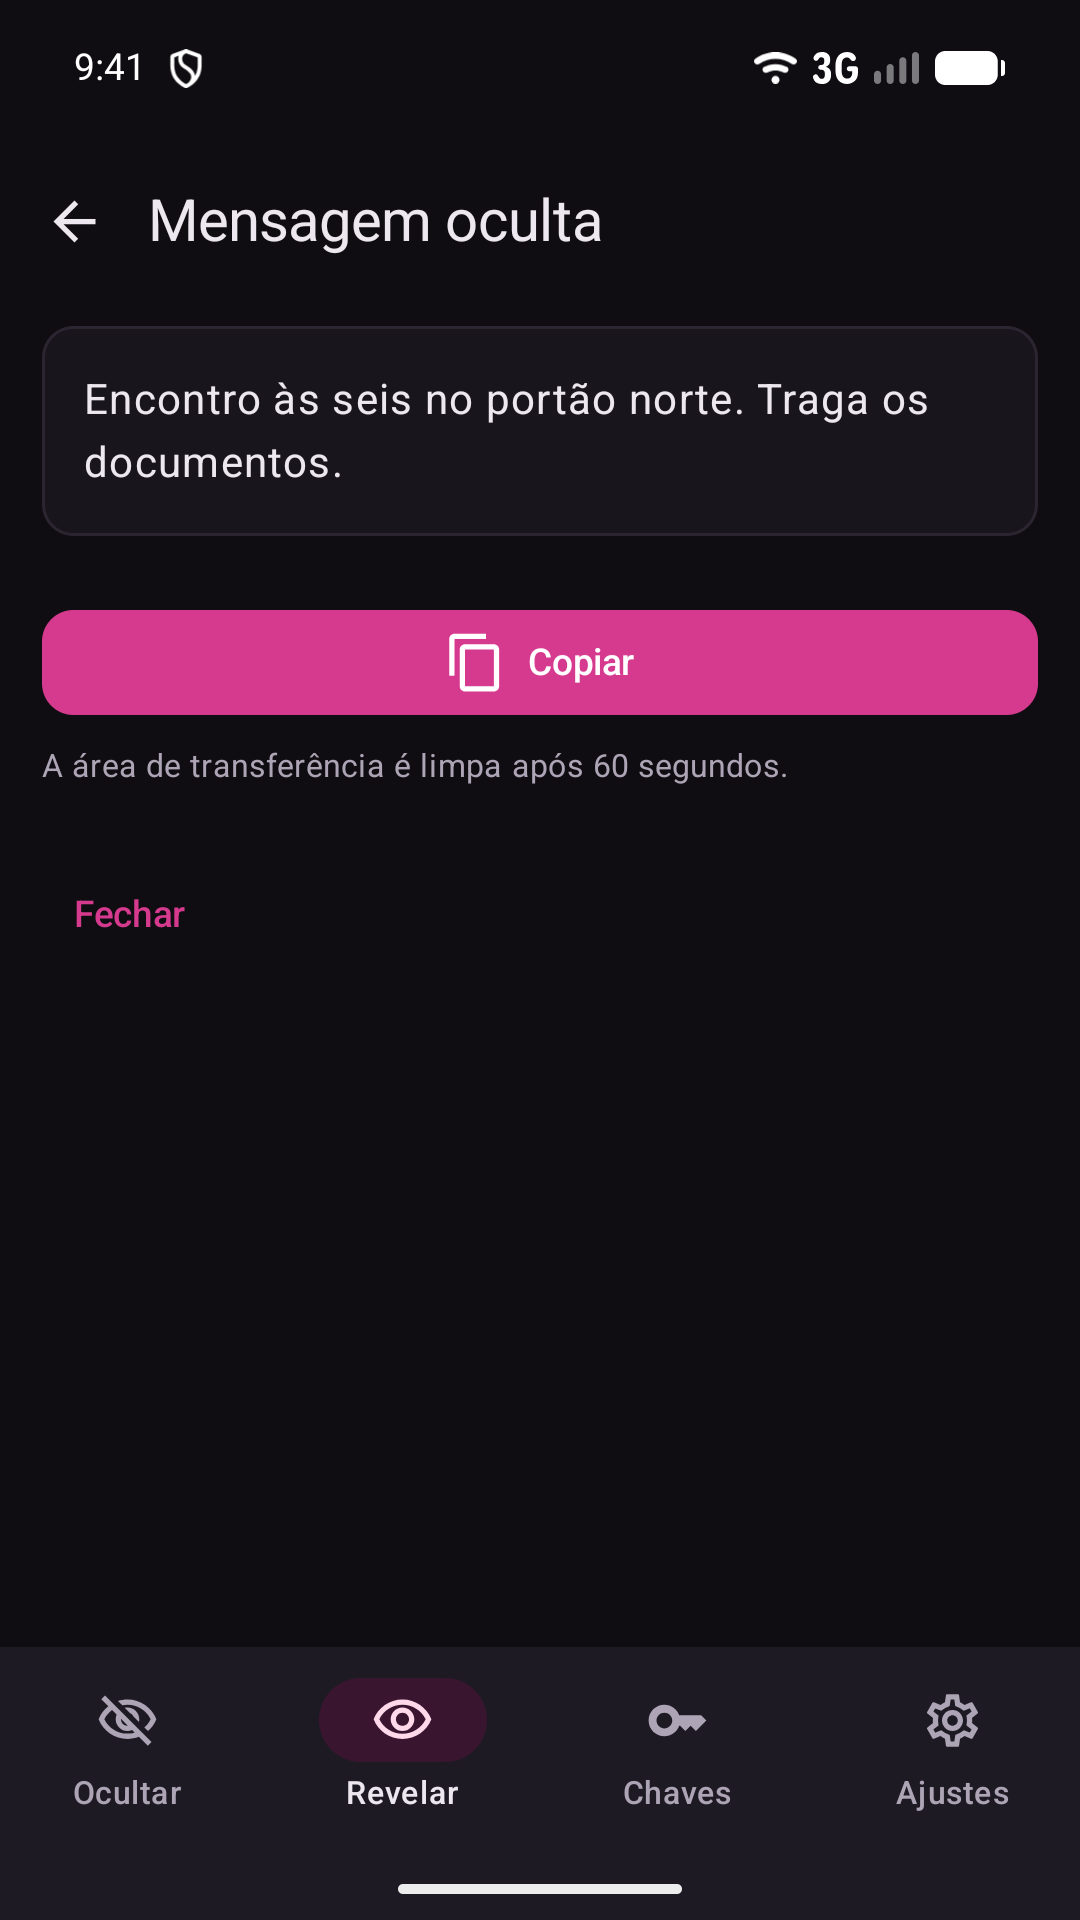 9:41
3G
Mensagem oculta
Encontro às seis no portão norte. Traga os
documentos.
Copiar
A área de transferência é limpa após 60 segundos.
Fechar
Ocultar
Revelar
Chaves
Ajustes